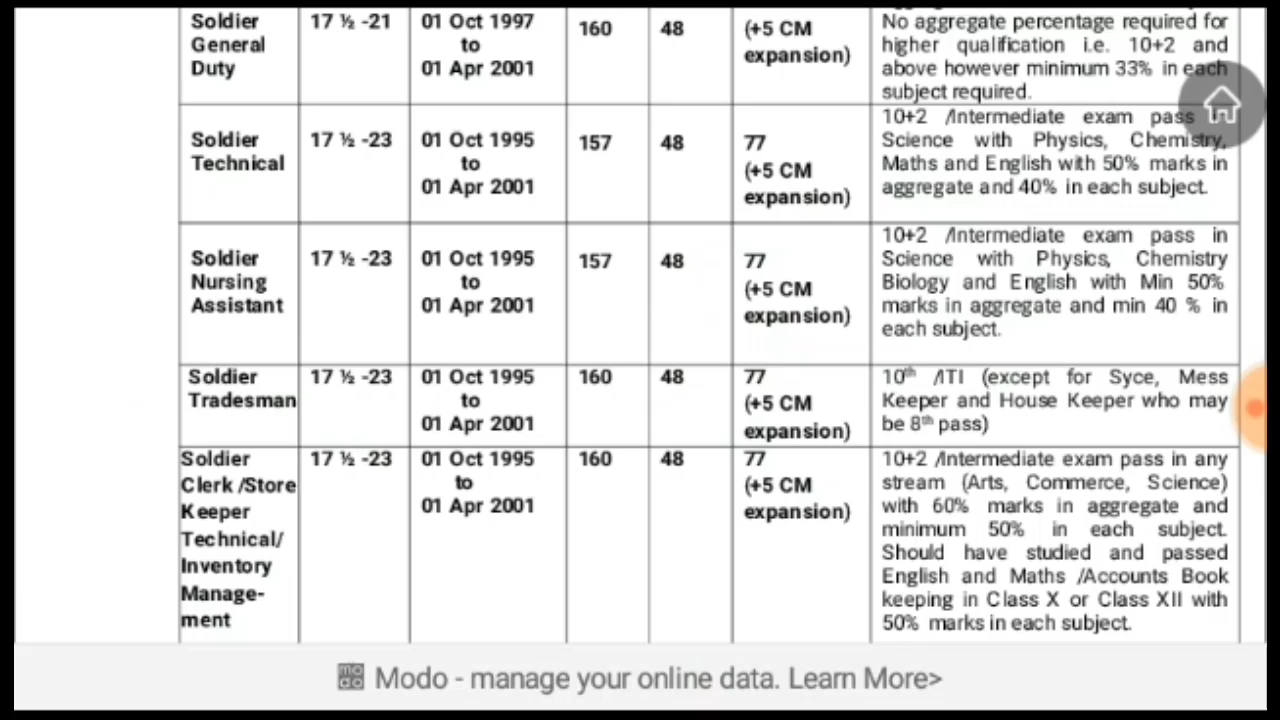 Soldier
General
Duty
17 ½ -21
01 Oct 1997
to
01 Apr 2001
160
48
(+5 CM
expansion)
No aggregate percentage required for
higher qualification i.e. 10+2 and
above however minimum 33% in each
subject required.
Soldier
Technical
17 ½ -23
01 Oct 1995
to
01 Apr 2001
157
48
77
(+5 CM
expansion)
10+2 /Intermediate exam pass
Science with Physics, Chemistry,
Maths and English with 50% marks in
aggregate and 40% in each subject.
Soldier
Nursing
Assistant
17 ½ -23
01 Oct 1995
to
01 Apr 2001
157
48
77
(+5 CM
expansion)
10+2 /Intermediate exam pass in
Science with Physics, Chemistry
Biology and English with Min 50%
marks in aggregate and min 40 % in
each subject.
Soldier
Tradesman
17 ½ -23
01 Oct 1995
to
01 Apr 2001
160
48
77
(+5 CM
expansion)
10th /ITI (except for Syce, Mess
Keeper and House Keeper who may
be 8th pass)
Soldier
Clerk /Store
Keeper
Technical/
Inventory
Manage-
ment
17 ½ -23
01 Oct 1995
to
01 Apr 2001
160
48
77
(+5 CM
expansion)
10+2 /Intermediate exam pass in any
stream (Arts, Commerce, Science)
with 60% marks in aggregate and
minimum 50% in each subject.
Should have studied and passed
English and Maths /Accounts Book
keeping in Class X or Class XII with
50% marks in each subject.
mo
do
Modo - manage your online data. Learn More>